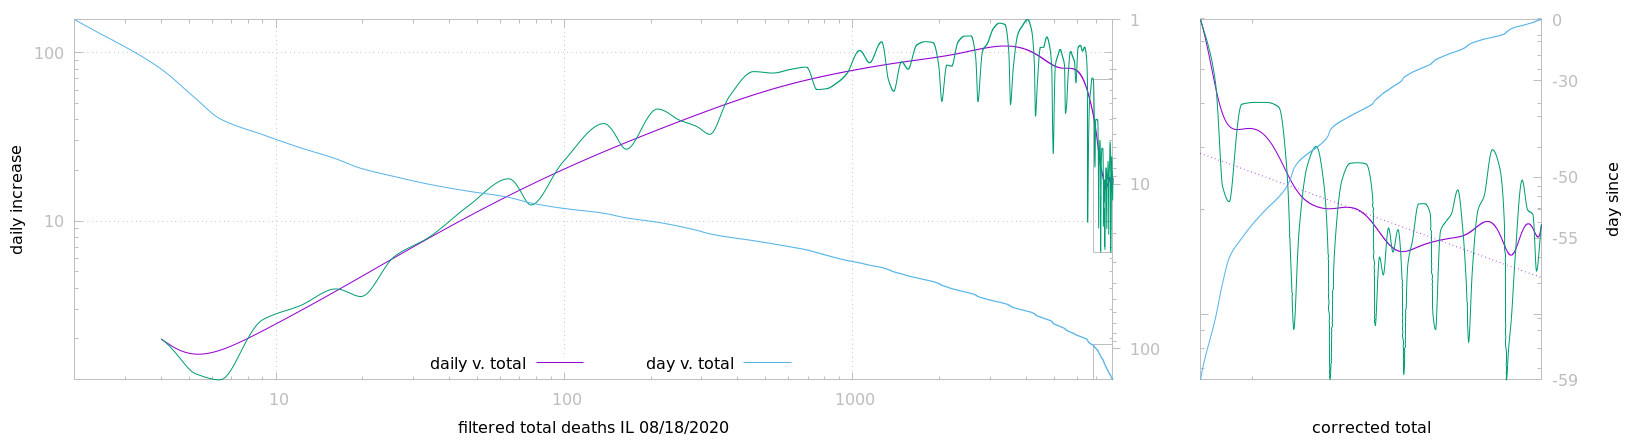 daily increase
100
10
10
100
1000
daily v. total
day v. total
filtered total deaths IL 08/18/2020
1
10
100
0
-30
-50
-55
-59
day since
corrected total